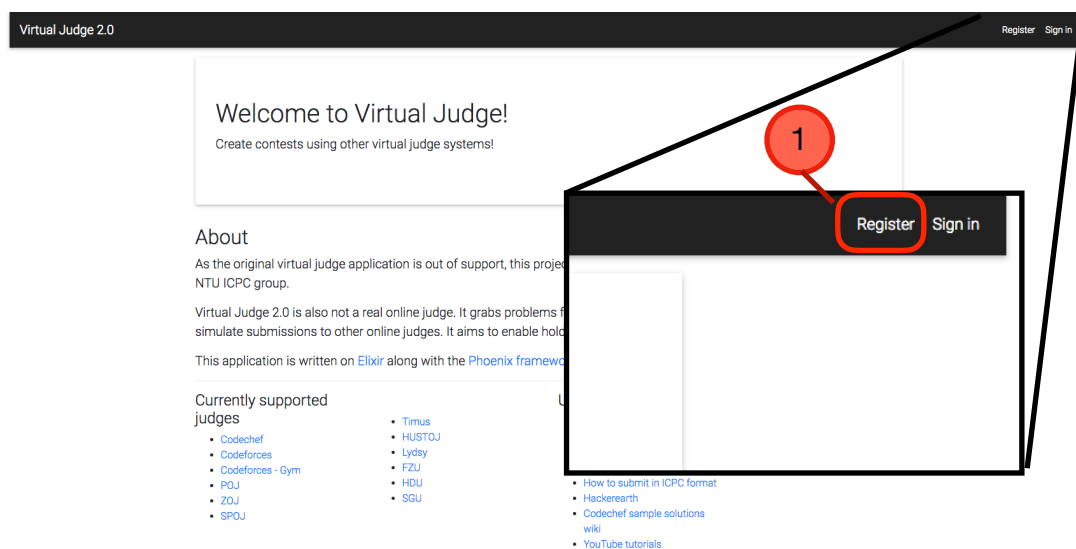 Virtual Judge 2.0
Register Sign in
Welcome to Virtual Judge!
Create contests using other virtual judge systems!
1
Register Sign in
About
As the original virtual judge application is out of support, this
NTU ICPC group.
Virtual Judge 2.0 is also not a real online judge. It grabs problems
simulate submissions to other online judges. It aims to enable
This application is written on Elixir along with the Phoenix
Currently supported
judges
Codechef
Codeforces
Codeforces - Gym
POJ
ZOJ
SPOJ
Timus
HUSTOJ
Lydsy
FZU
HDU
SGU
How to submit in ICPC format
Hackerearth
Codechef sample solutions
wiki
YouTube tutorials